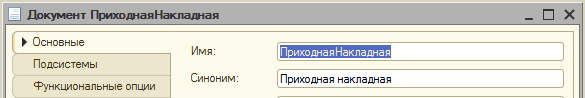 Документ ПриходнаяНакладная
Основные
Подсистемы
Функциональные опции
Имя: ПриходнаяНакладная
Синоним: Приходная накладная